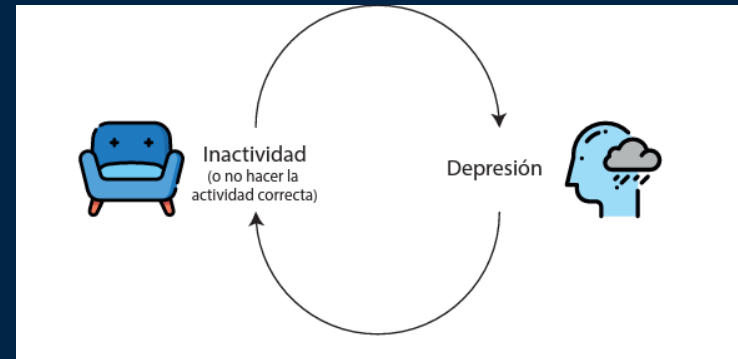 Inactividad
(o no hacer la
actividad correcta)
Depresión